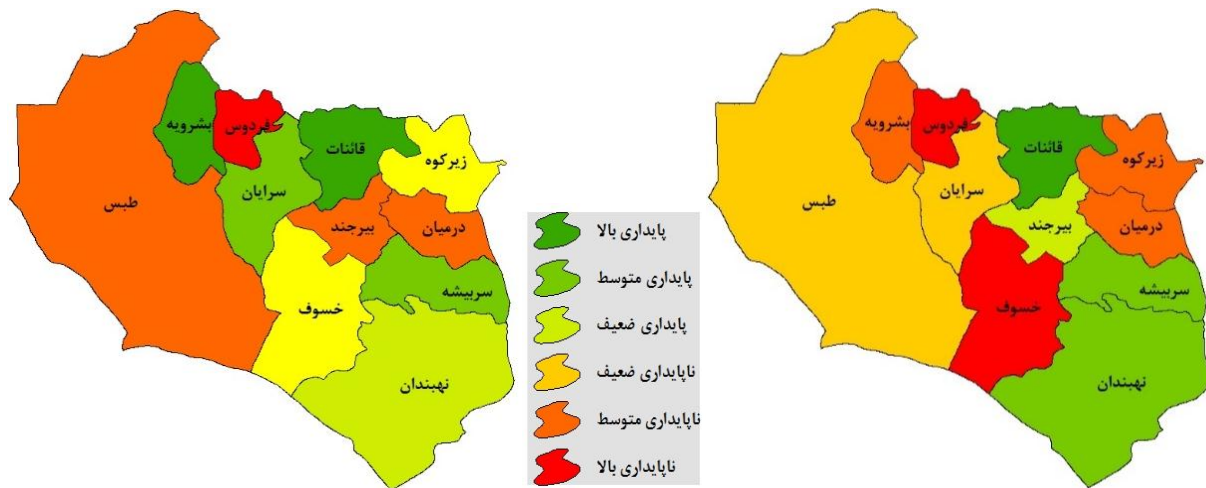 بشرویه
فردوس
قائنات
زیرکوه
سرایان
طبس
بیرجند
درمیان
سربیشه
خسوف
نهبندان
پایداری بالا
پایداری متوسط
پایداری ضعیف
ناپایداری ضعیف
ناپایداری متوسط
ناپایداری بالا
بشرویه
فردوس
قائنات
زیرکوه
سرایان
طبس
بیرجند
درمیان
سربیشه
خسوف
نهبندان